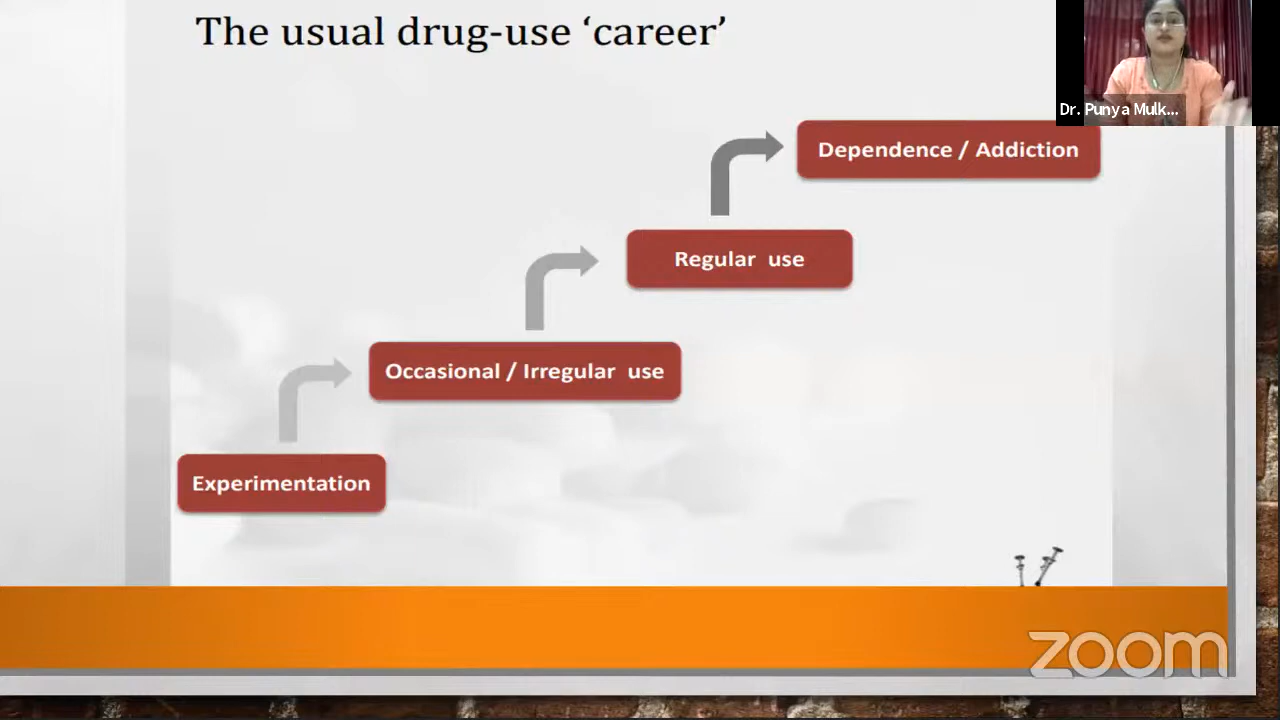 The usual drug-use ‘career’
Dr. Punya Mulk...
Dependence / Addiction
Regular use
Occasional / Irregular use
Experimentation
zoom